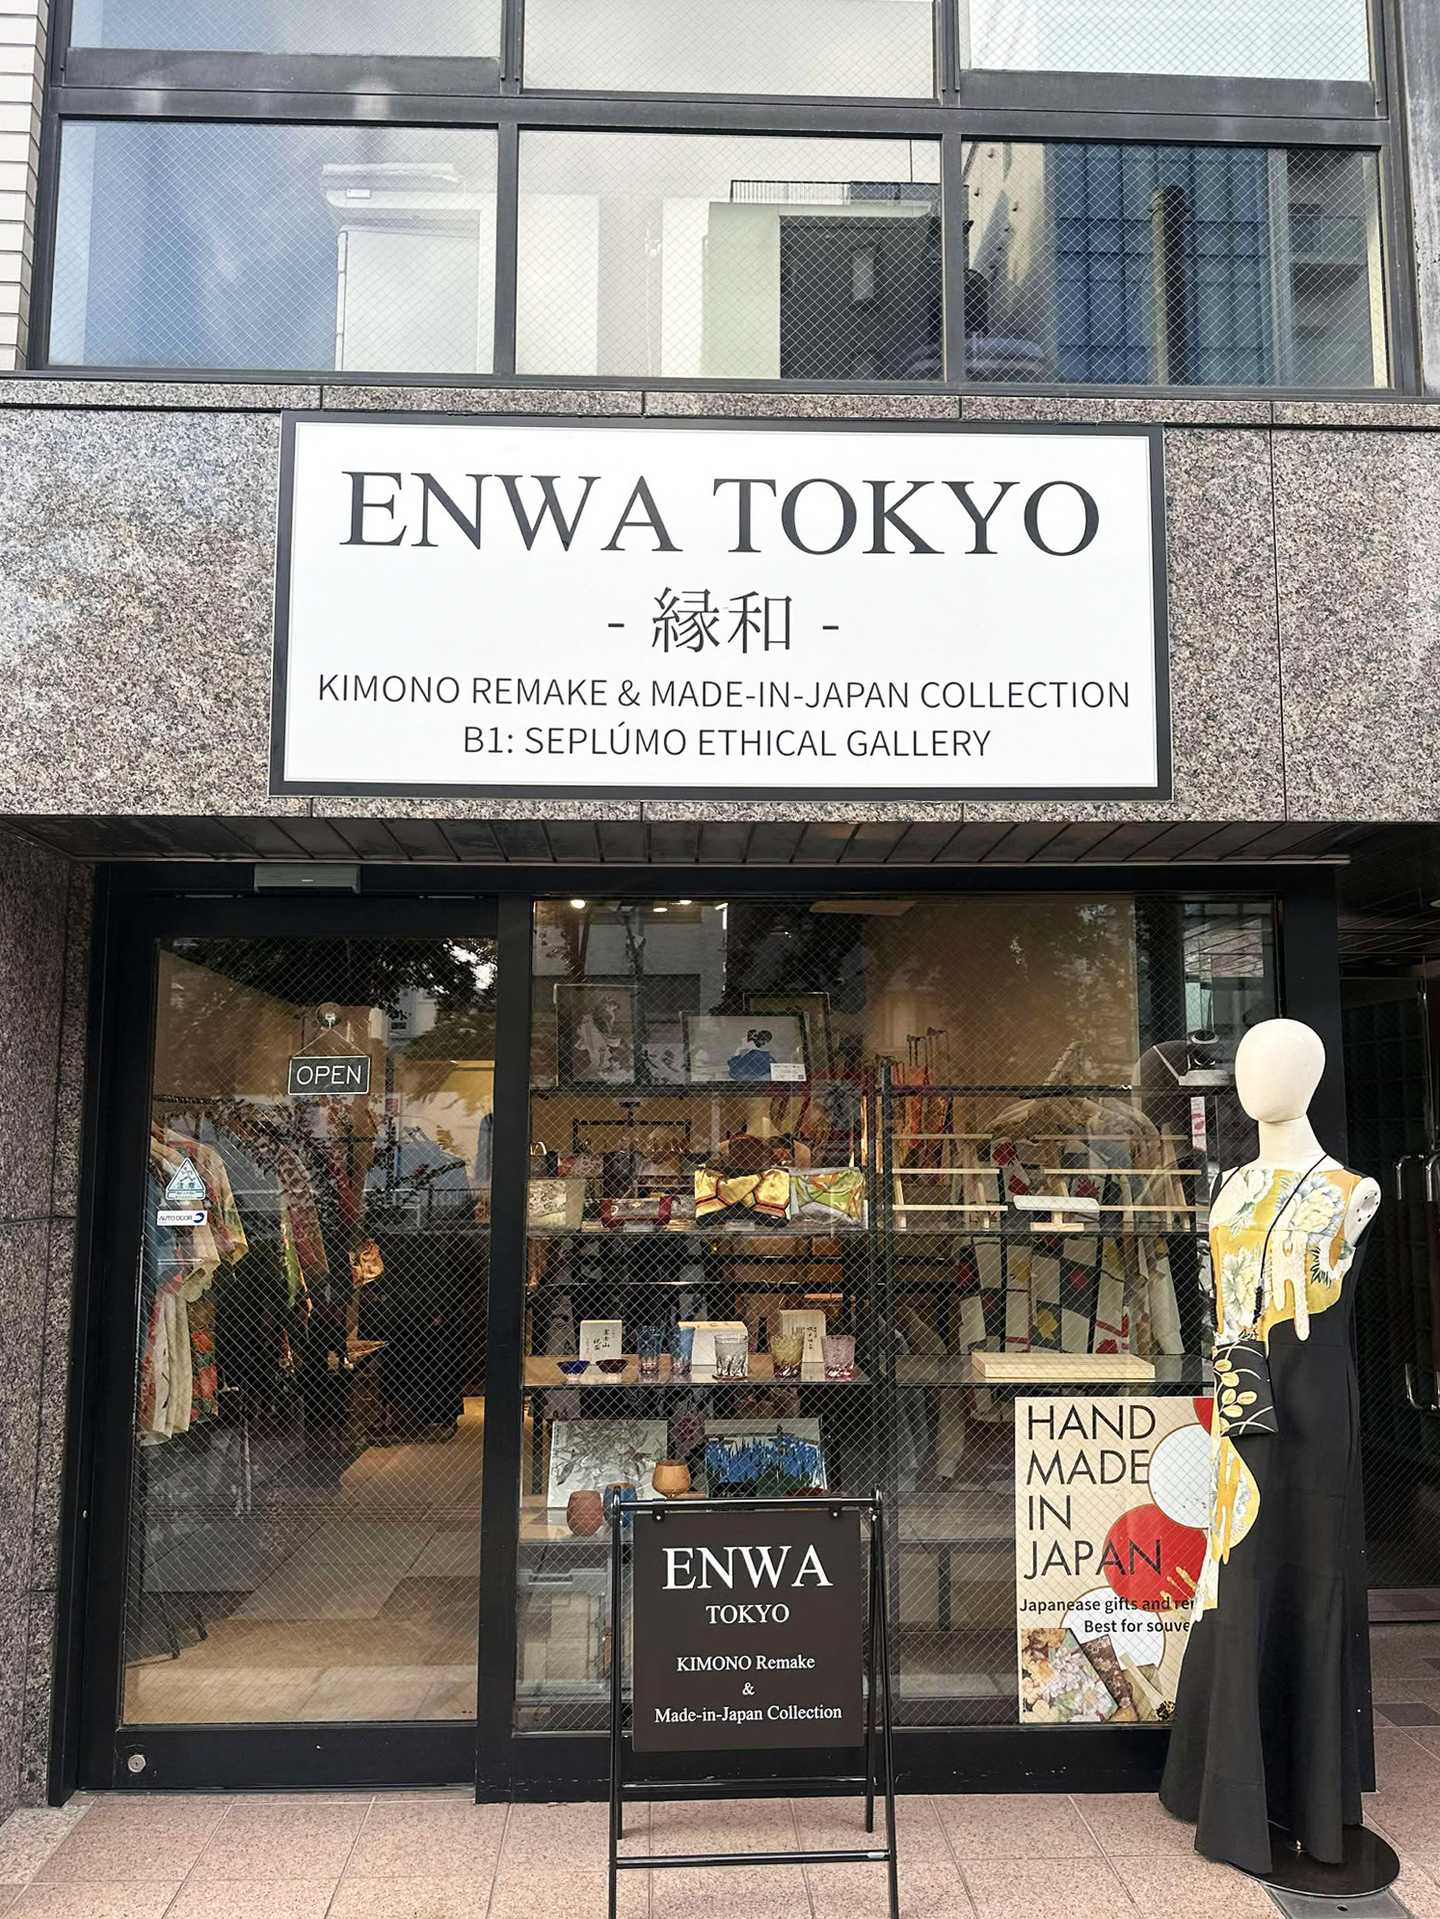 ENWA TOKYO
- 縁和 -
KIMONO REMAKE & MADE-IN-JAPAN COLLECTION
B1: SEPLÚMO ETHICAL GALLERY
OPEN
AUTO DOOR
HAND
MADE
IN
JAPAN
Japanease gifts and
Best for
ENWA
TOKYO
KIMONO Remake
&
Made-in-Japan Collection